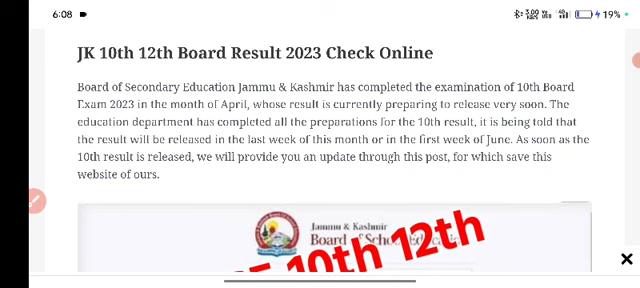 6:08
3.00
19%
JK 10th 12th Board Result 2023 Check Online
Board of Secondary Education Jammu & Kashmir has completed the examination of 10th Board
Exam 2023 in the month of April, whose result is currently preparing to release very soon. The
education department has completed all the preparations for the 10th result, it is being told that
the result will be released in the last week of this month or in the first week of June. As soon as the
10th result is released, we will provide you an update through this post, for which save this
website of ours.
Jammu & Kashmir
Board of School Education
10th 12th